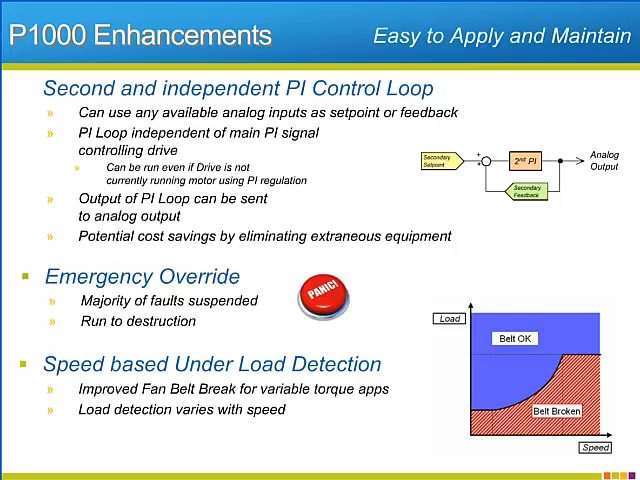 P1000 Enhancements
Easy to Apply and Maintain
Second and independent PI Control Loop
» Can use any available analog inputs as setpoint or feedback
» PI Loop independent of main PI signal
controlling drive
» Can be run even if Drive is not
currently running motor using PI regulation
» Output of PI Loop can be sent
to analog output
» Potential cost savings by eliminating extraneous equipment
Secondary
Setpoint
+
+
2nd PI
Analog
Output
Secondary
Feedback
Emergency Override
» Majority of faults suspended
» Run to destruction
PANIC!
Speed based Under Load Detection
» Improved Fan Belt Break for variable torque apps
» Load detection varies with speed
Load
Belt OK
Belt Broken
Speed